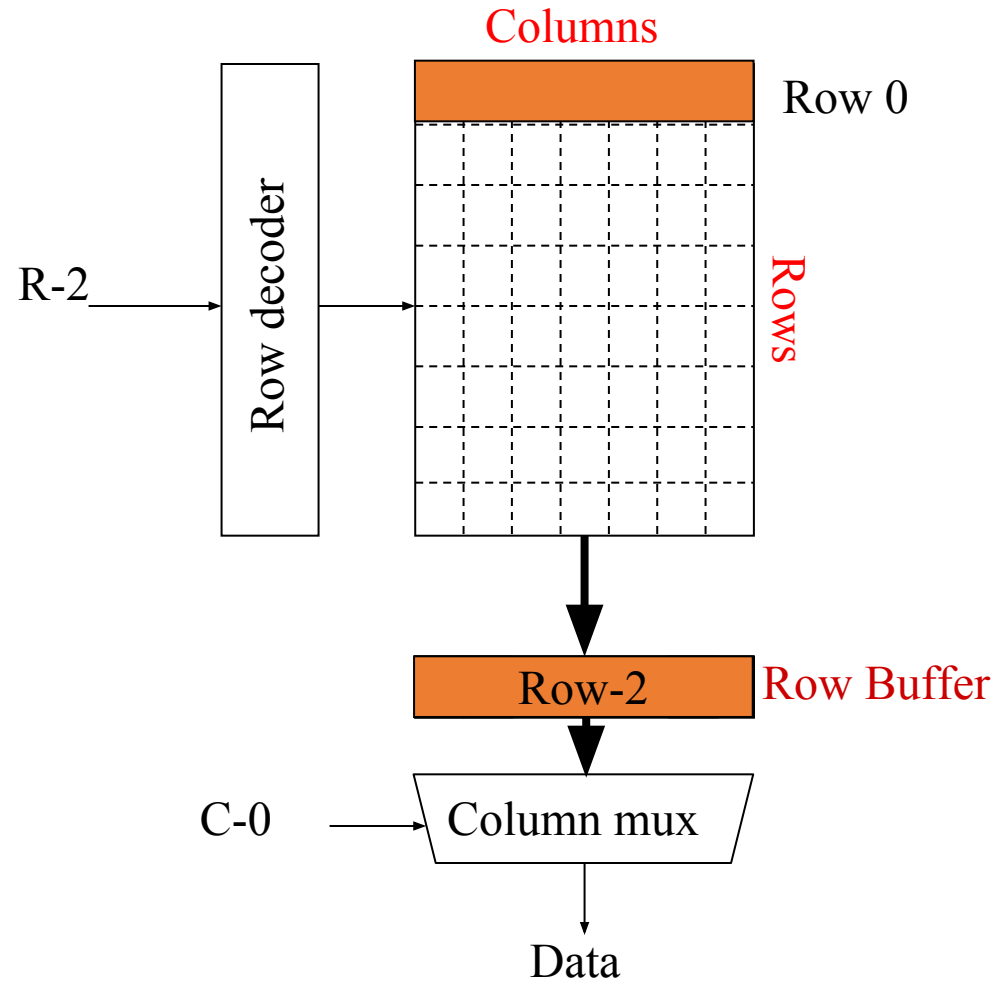 Columns
Row 0
Row decoder
R-2
Rows
Row-2
Row Buffer
C-0
Column mux
Data